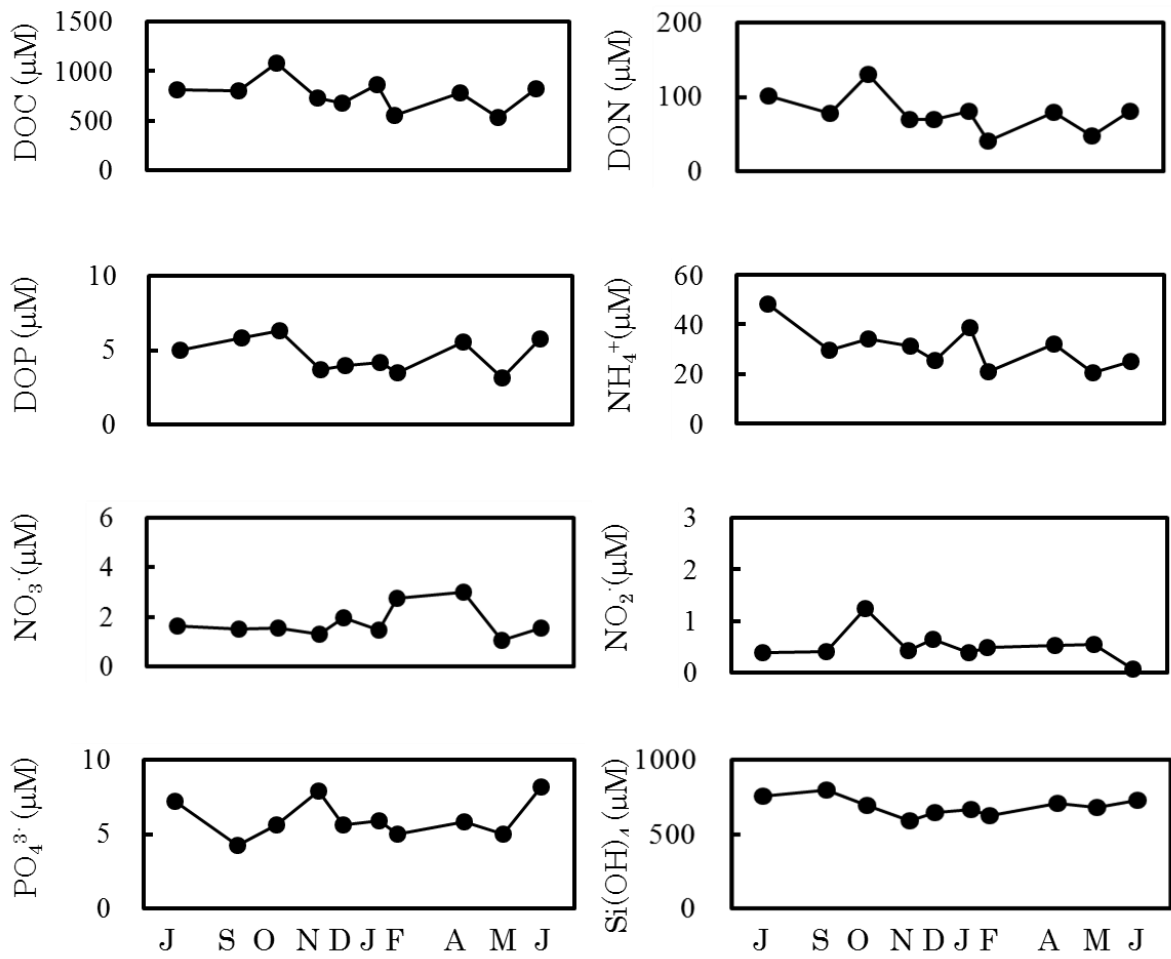 DOC (μM)
1500
1000
500
0
DON (μM)
200
100
0
DOP (μM)
10
5
0
NH₄⁺(μM)
60
40
20
0
NO₃⁻(μM)
6
4
2
0
NO₂⁻(μM)
3
2
1
0
PO₄³⁻ (μM)
10
5
0
Si(OH)₄ (μM)
1000
500
0
J S O N D J F A M J
J S O N D J F A M J